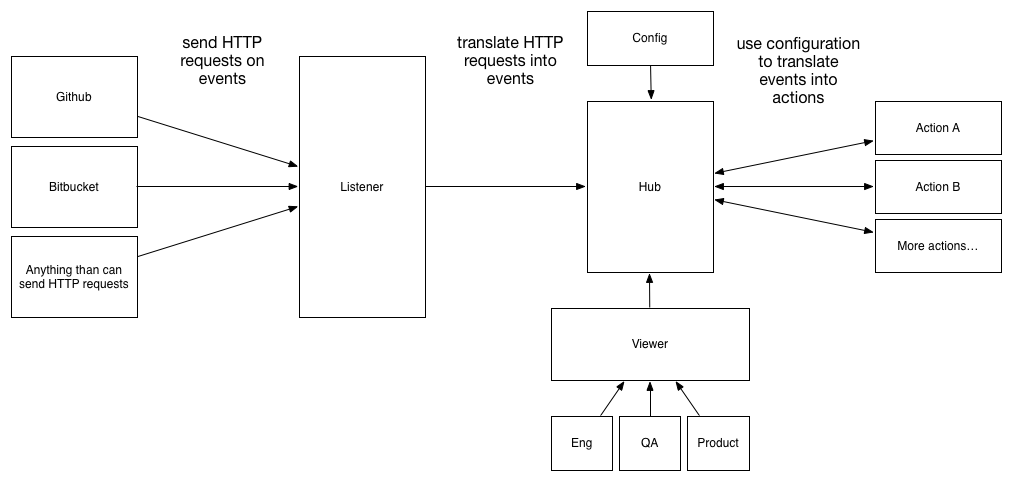 send HTTP
requests on
events
translate HTTP
requests into
events
Config
use configuration
to translate
events into
actions
Github
Bitbucket
Anything than can
send HTTP requests
Listener
Hub
Action A
Action B
More actions…
Viewer
Eng
QA
Product